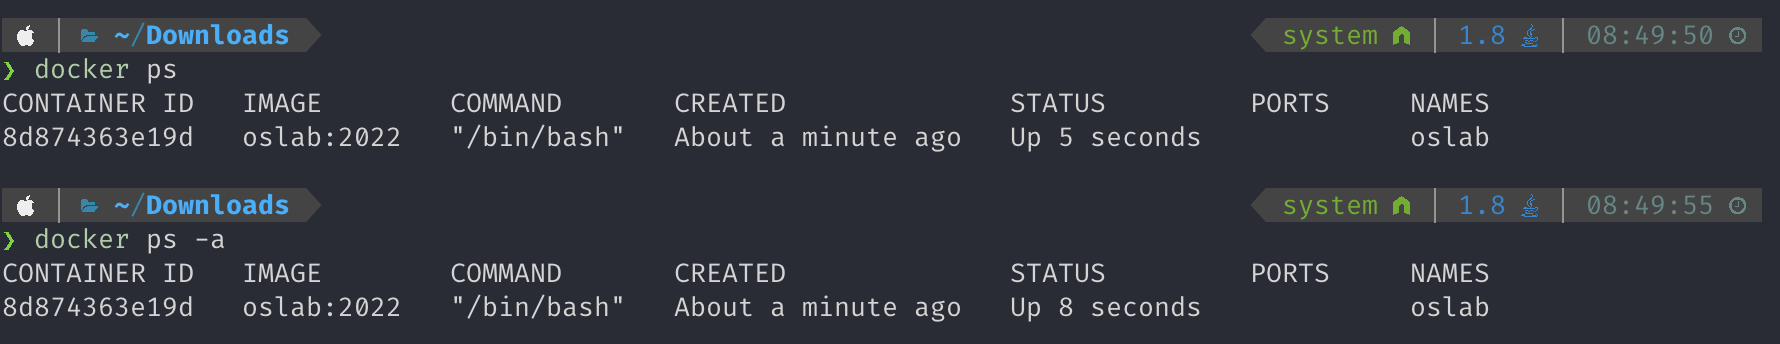 ~/Downloads system 1.8 08:49:50
❯ docker ps
CONTAINER ID IMAGE COMMAND CREATED STATUS PORTS NAMES
8d874363e19d oslab:2022 "/bin/bash" About a minute ago Up 5 seconds oslab
~/Downloads system 1.8 08:49:55
❯ docker ps -a
CONTAINER ID IMAGE COMMAND CREATED STATUS PORTS NAMES
8d874363e19d oslab:2022 "/bin/bash" About a minute ago Up 8 seconds oslab